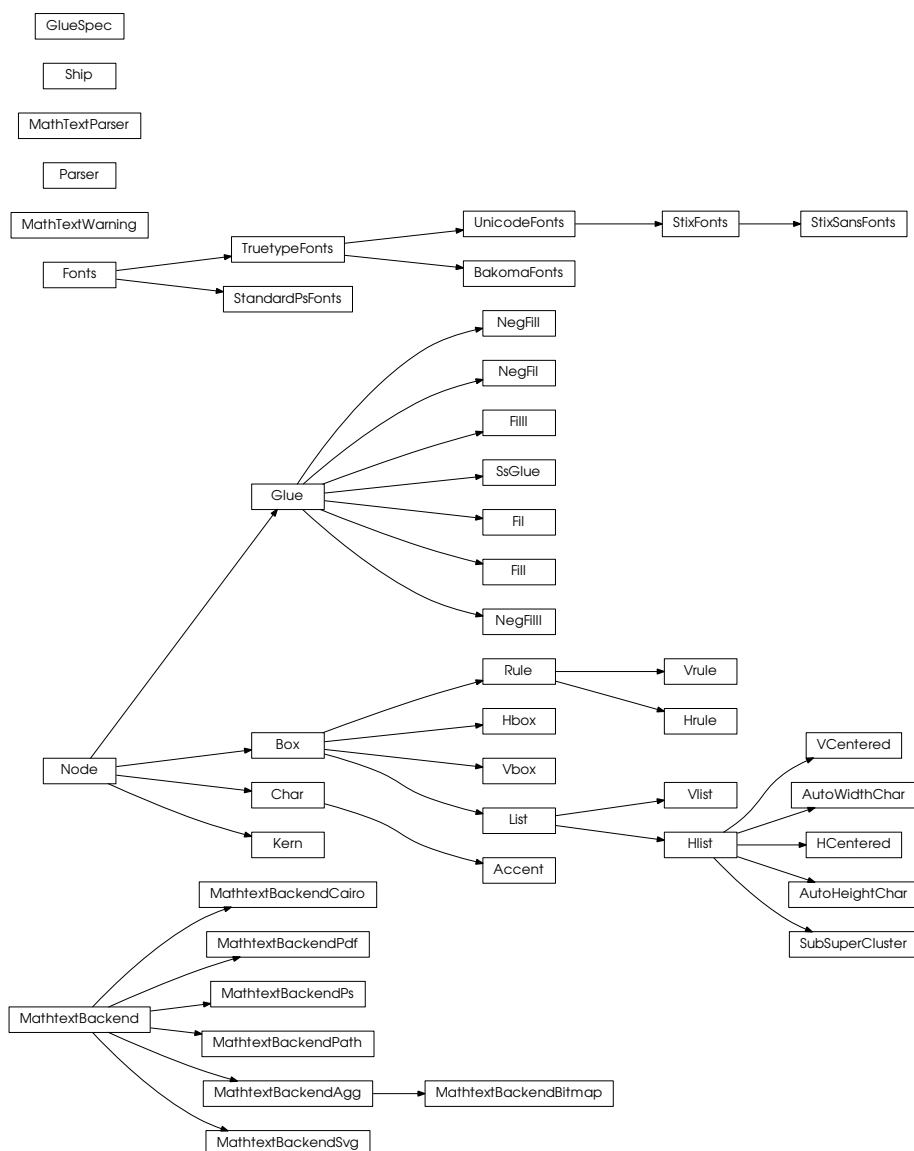 GlueSpec
Ship
MathTextParser
Parser
MathTextWarning
UnicodeFonts
StixFonts
StixSansFonts
TruetypeFonts
Fonts
BakomaFonts
StandardPsFonts
NegFill
NegFil
Filll
SsGlue
Glue
Fil
Fill
NegFilll
Rule
Vrule
Hbox
Hrule
Box
VCentered
Node
Vbox
Char
Vlist
AutoWidthChar
List
Kern
Hlist
HCentered
Accent
MathtextBackendCairo
AutoHeightChar
MathtextBackendPdf
SubSuperCluster
MathtextBackendPs
MathtextBackend
MathtextBackendPath
MathtextBackendAgg
MathtextBackendBitmap
MathtextBackendSvg